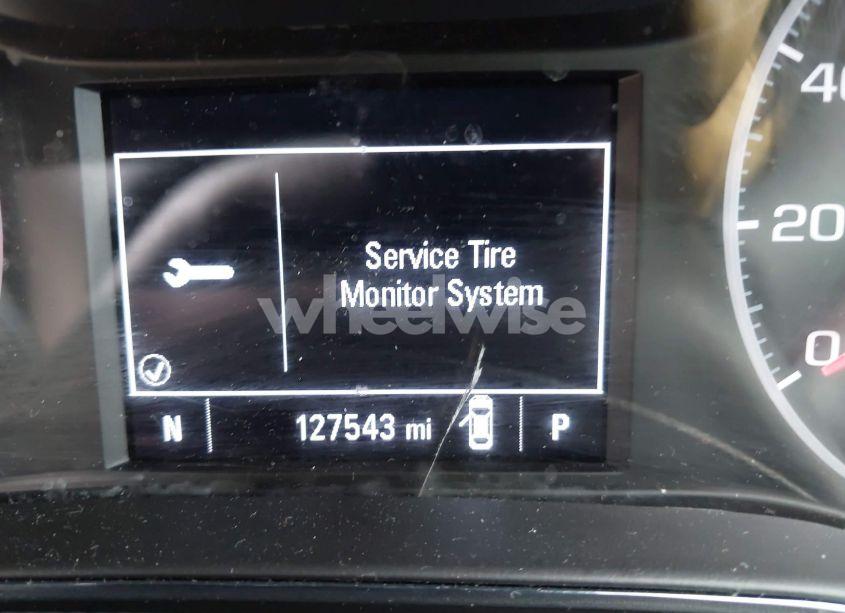 40
Service Tire
Monitor System
wheelwise
20
0
N 127543 mi P